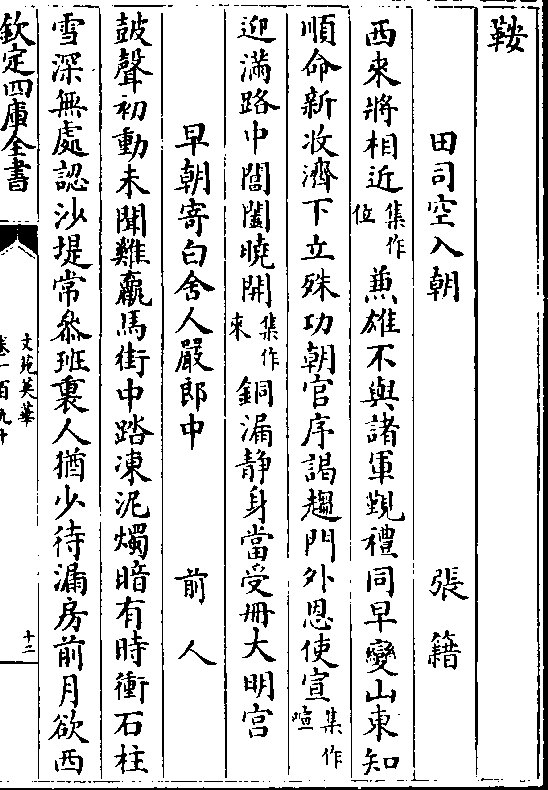 鞍
田司空入朝　張籍
西來將相近集作位兼雄不與諸軍覲禮同早變山東知
順命新收濟下立殊功朝官序謁趨門外恩使宣集作喧
迎滿路中閶闔曉開集作來銅漏静身當受冊大明宫
早朝寄白舍人嚴郎中　前人
鼓聲初動未聞雞羸馬街中踏凍泥燭暗有時衝石柱
雪深無處認沙堤常叅班裏人猶少待漏房前月欲西
欽定四庫全書
文苑英華
卷一百九十
十二